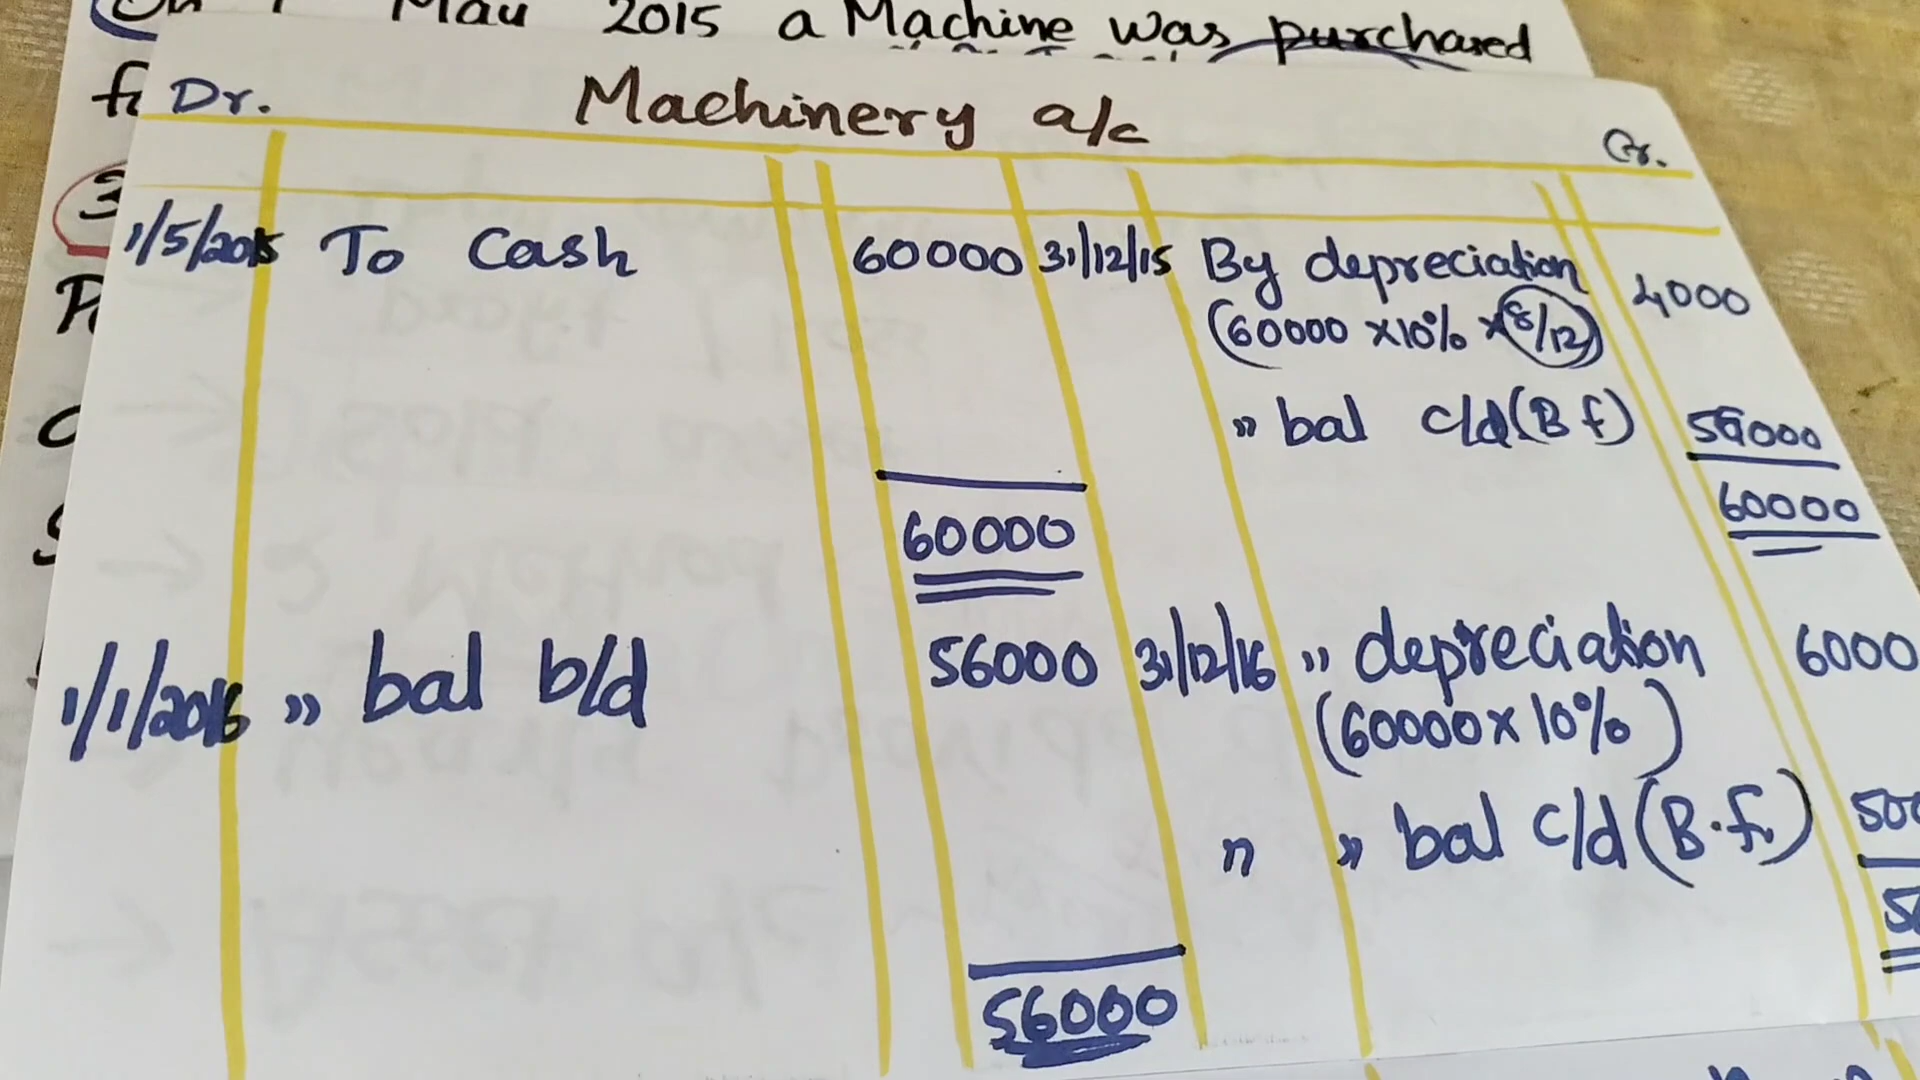 May 2015 a Machine was purchased
Dr. Machinery a/c Cr.
1/5/2015 To Cash 60000 31/12/15 By depreciation 4000
(60000 x10% x8/12)
" bal c/d (B f) 56000
60000 60000
1/1/2016 " bal b/d 56000 31/12/16 " depreciation 6000
(60000 x 10%)
" " bal c/d (B.f)
56000